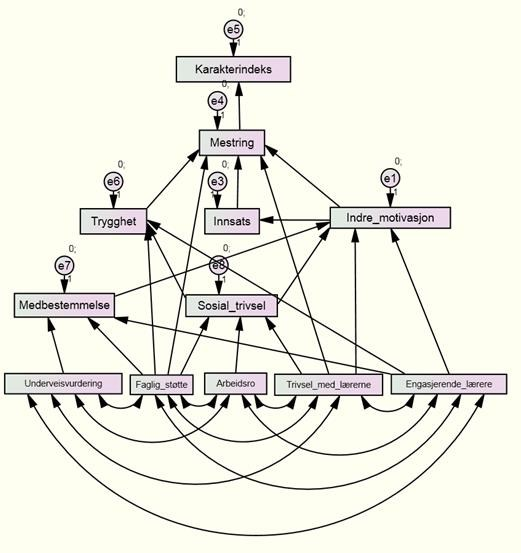 0;
e5
1
Karakterindeks
0;
e4
1
Mestring
0;
e6
1
0;
e3
1
0;
e1
1
Trygghet
Innsats
Indre_motivasjon
0;
e7
1
0;
e8
1
Medbestemmelse
Sosial_trivsel
Underveisvurdering
Faglig_støtte
Arbeidsro
Trivsel_med_lærerne
Engasjerende_lærere